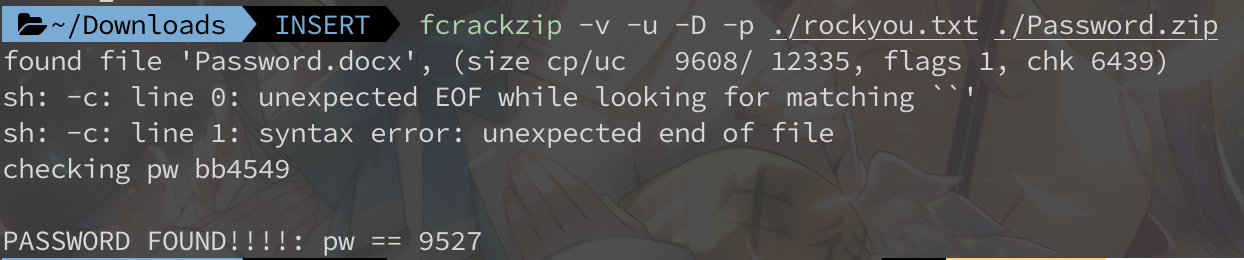 ~/Downloads INSERT fcrackzip -v -u -D -p ./rockyou.txt ./Password.zip
found file 'Password.docx', (size cp/uc   9608/ 12335, flags 1, chk 6439)
sh: -c: line 0: unexpected EOF while looking for matching ``'
sh: -c: line 1: syntax error: unexpected end of file
checking pw bb4549
PASSWORD FOUND!!!!: pw == 9527